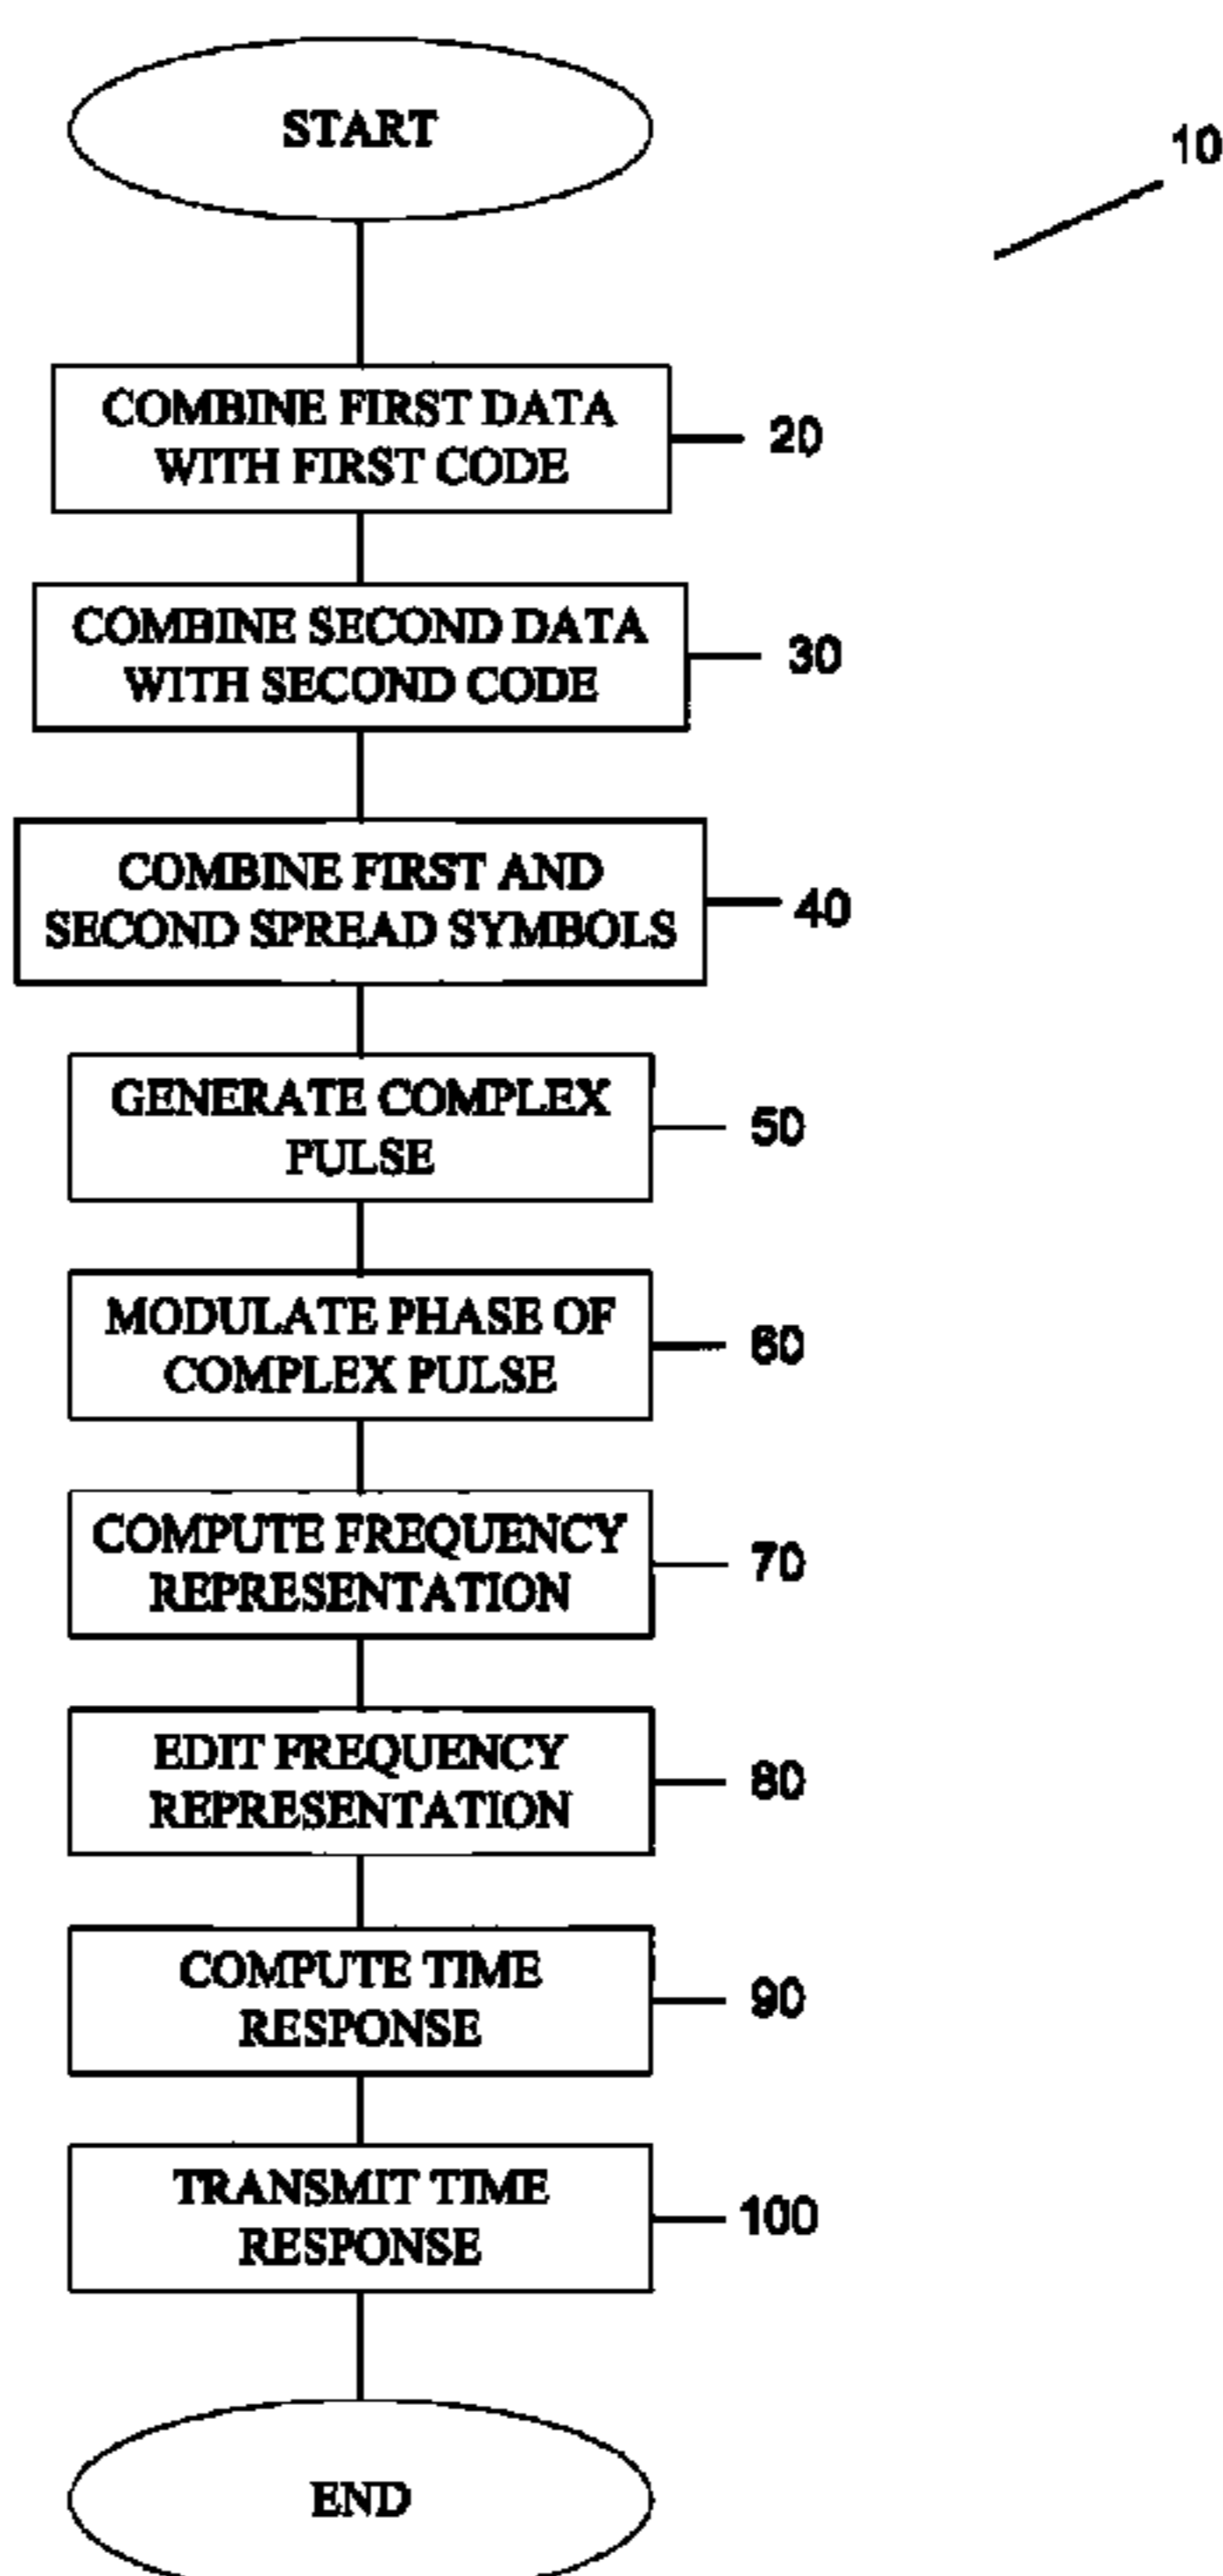 START
10
COMBINE FIRST DATA
WITH FIRST CODE
20
COMBINE SECOND DATA
WITH SECOND CODE
30
COMBINE FIRST AND
SECOND SPREAD SYMBOLS
40
GENERATE COMPLEX
PULSE
50
MODULATE PHASE OF
COMPLEX PULSE
60
COMPUTE FREQUENCY
REPRESENTATION
70
EDIT FREQUENCY
REPRESENTATION
80
COMPUTE TIME
RESPONSE
90
TRANSMIT TIME
RESPONSE
100
END